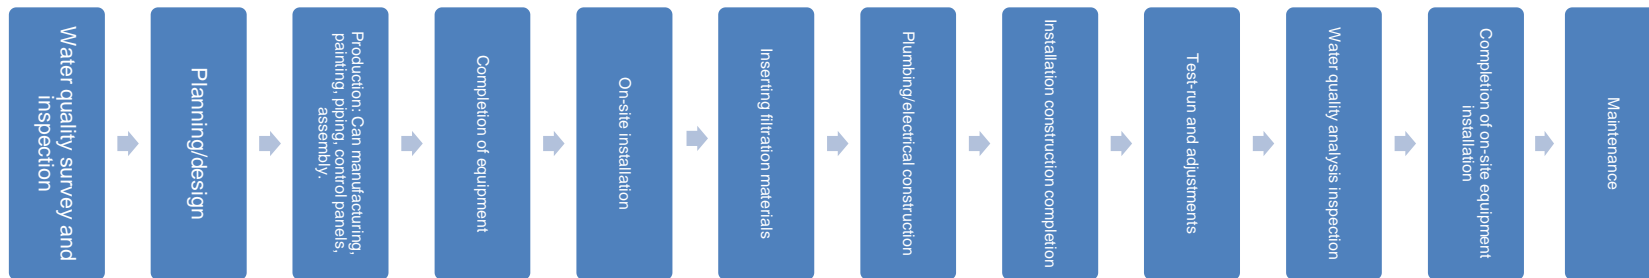 Water quality survey and
inspection
Planning/design
Production: Can manufacturing,
painting, piping, control panels,
assembly.
Completion of equipment
On-site installation
Inserting filtration materials
Plumbing/electrical construction
Installation construction completion
Test-run and adjustments
Water quality analysis inspection
Completion of on-site equipment
installation
Maintenance